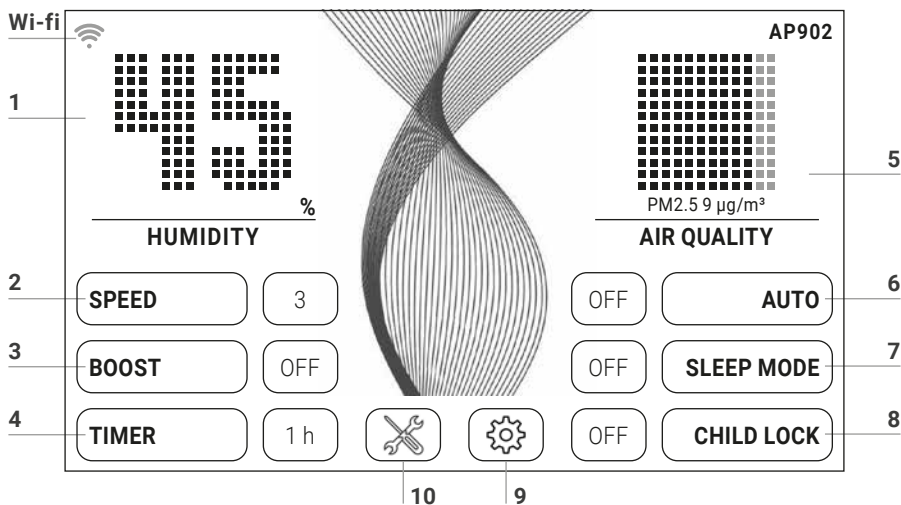 Wi-fi
AP902
1
45
%
HUMIDITY
5
PM2.5 9 µg/m³
AIR QUALITY
2
SPEED
3
OFF
AUTO
6
3
BOOST
OFF
OFF
SLEEP MODE
7
4
TIMER
1 h
OFF
CHILD LOCK
8
10
9